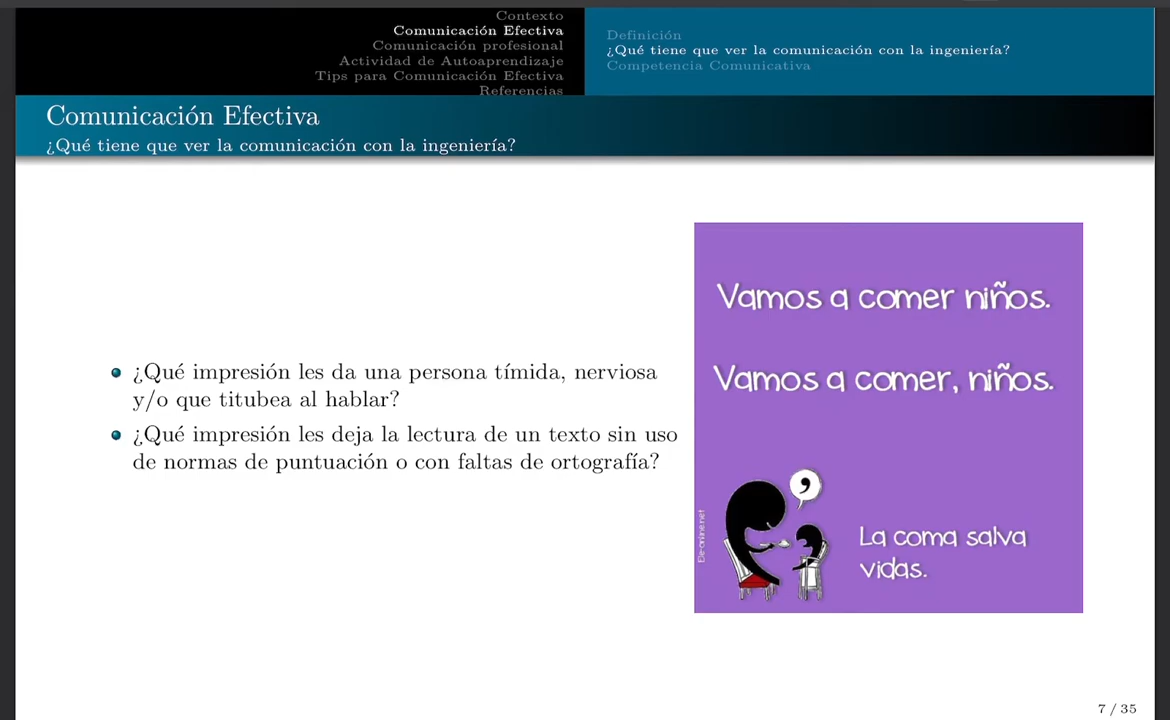 Contexto
Comunicación Efectiva
Comunicación profesional
Actividad de Autoaprendizaje
Tips para Comunicación Efectiva
Referencias
Definición
¿Qué tiene que ver la comunicación con la ingeniería?
Competencia Comunicativa
Comunicación Efectiva
¿Qué tiene que ver la comunicación con la ingeniería?
¿Qué impresión les da una persona tímida, nerviosa
y/o que titubea al hablar?
¿Qué impresión les deja la lectura de un texto sin uso
de normas de puntuación o con faltas de ortografía?
Vamos a comer niños.
Vamos a comer, niños.
,
La coma salva
vidas.
Ele-online.net
7 / 35